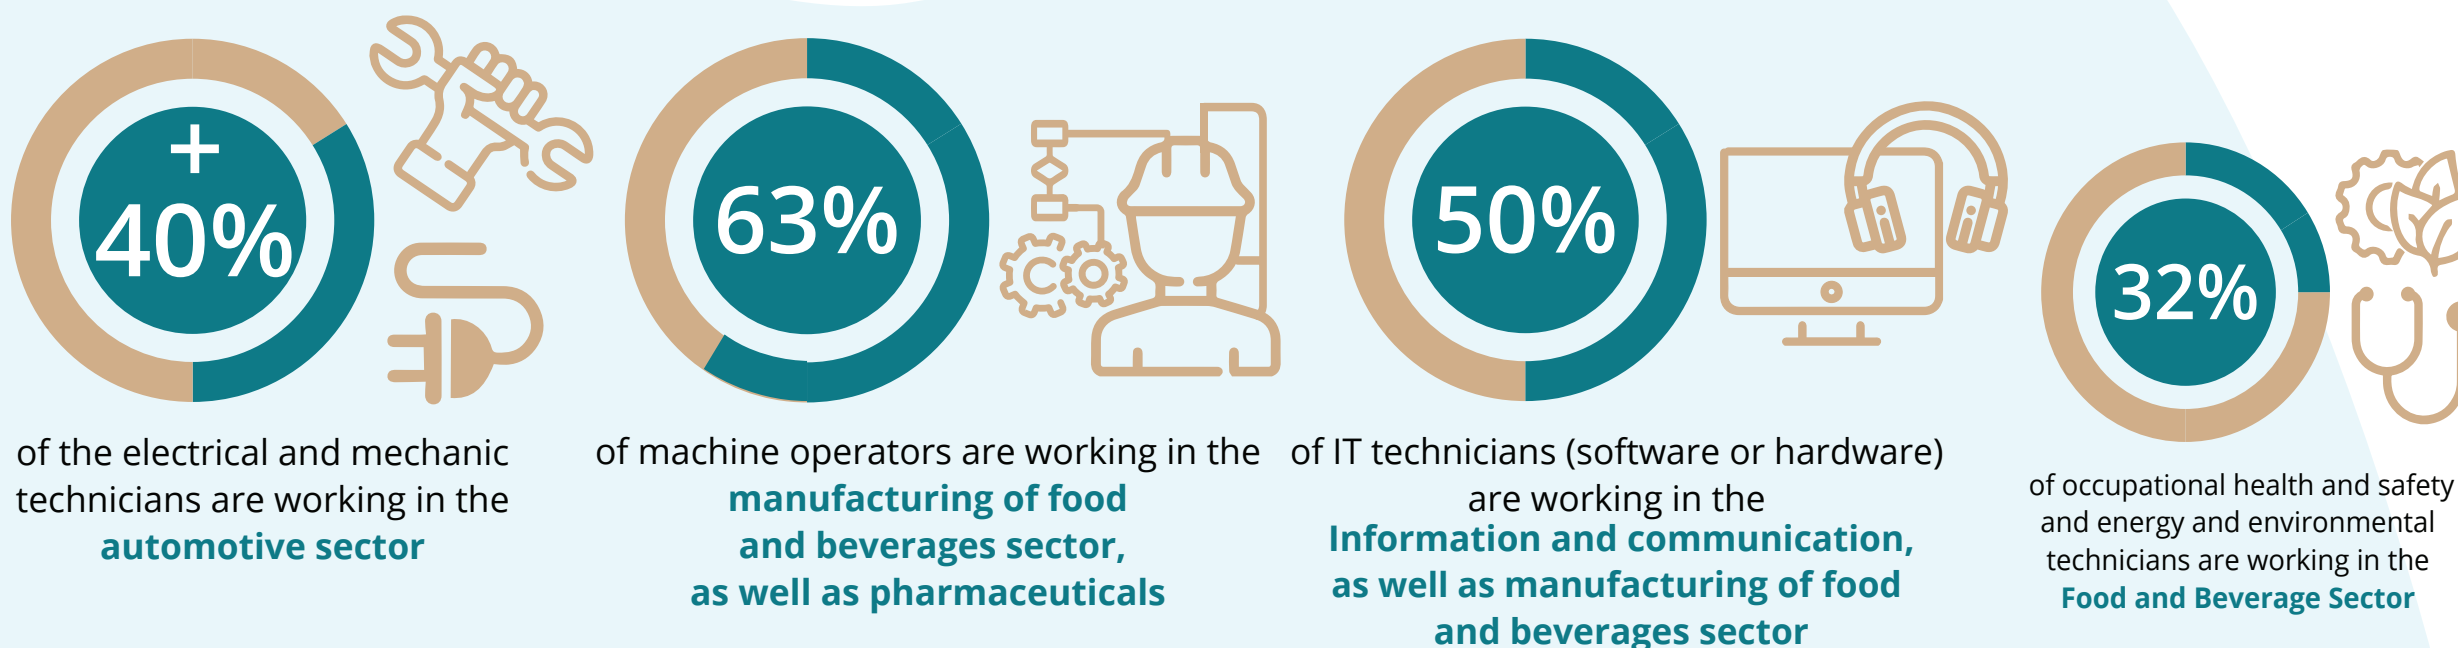 +
40%
of the electrical and mechanic
technicians are working in the
automotive sector
63%
of machine operators are working in the
manufacturing of food
and beverages sector,
as well as pharmaceuticals
50%
of IT technicians (software or hardware)
are working in the
Information and communication,
as well as manufacturing of food
and beverages sector
32%
of occupational health and safety
and energy and environmental
technicians are working in the
Food and Beverage Sector